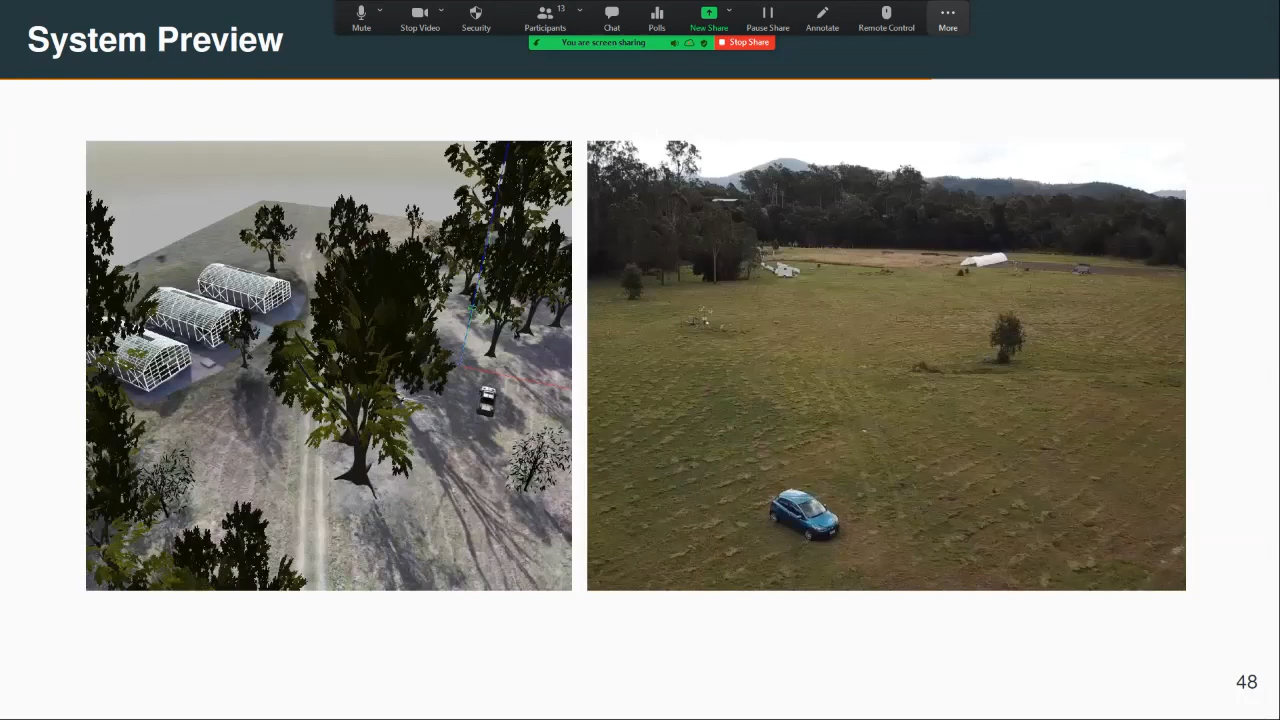 System Preview
Mute
Stop Video
Security
Participants
13
Chat
Polls
New Share
Pause Share
Annotate
Remote Control
More
You are screen sharing
Stop Share
48